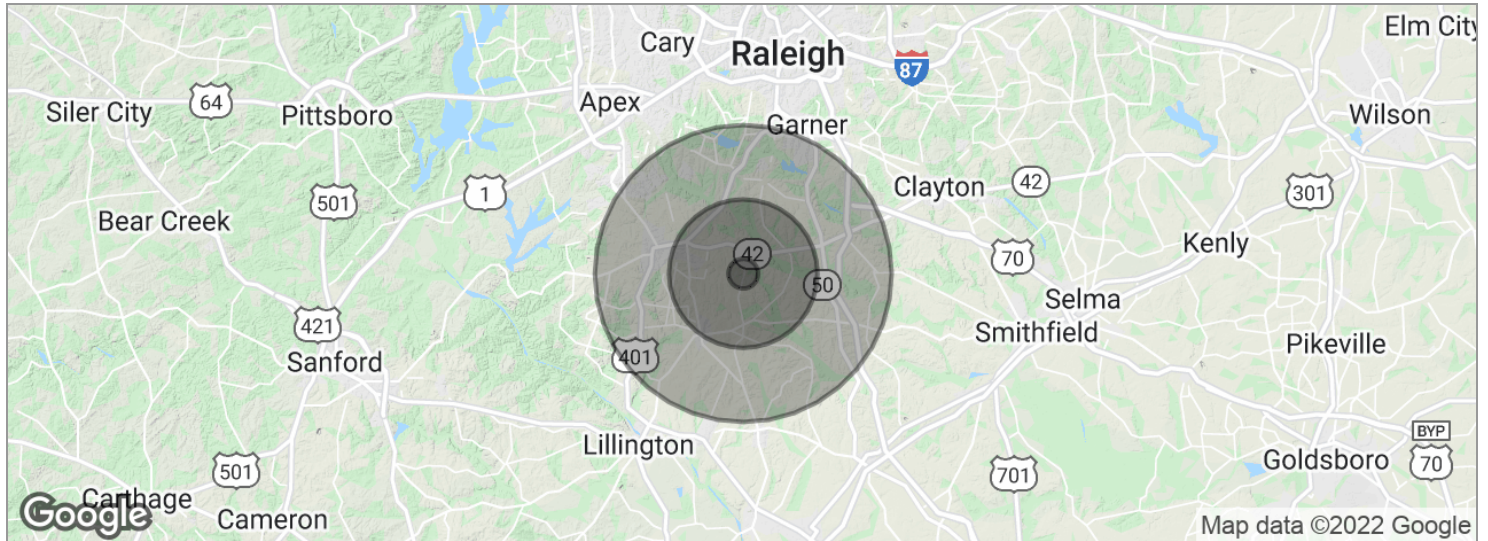 Elm City
Cary
Raleigh
87
64
Siler City
Pittsboro
Apex
Garner
Wilson
501
1
Clayton
42
301
Bear Creek
Kenly
42
70
50
Selma
421
Smithfield
Sanford
401
Pikeville
Lillington
BYP
501
701
Goldsboro
70
Carthage
Cameron
Google
Map data ©2022 Google